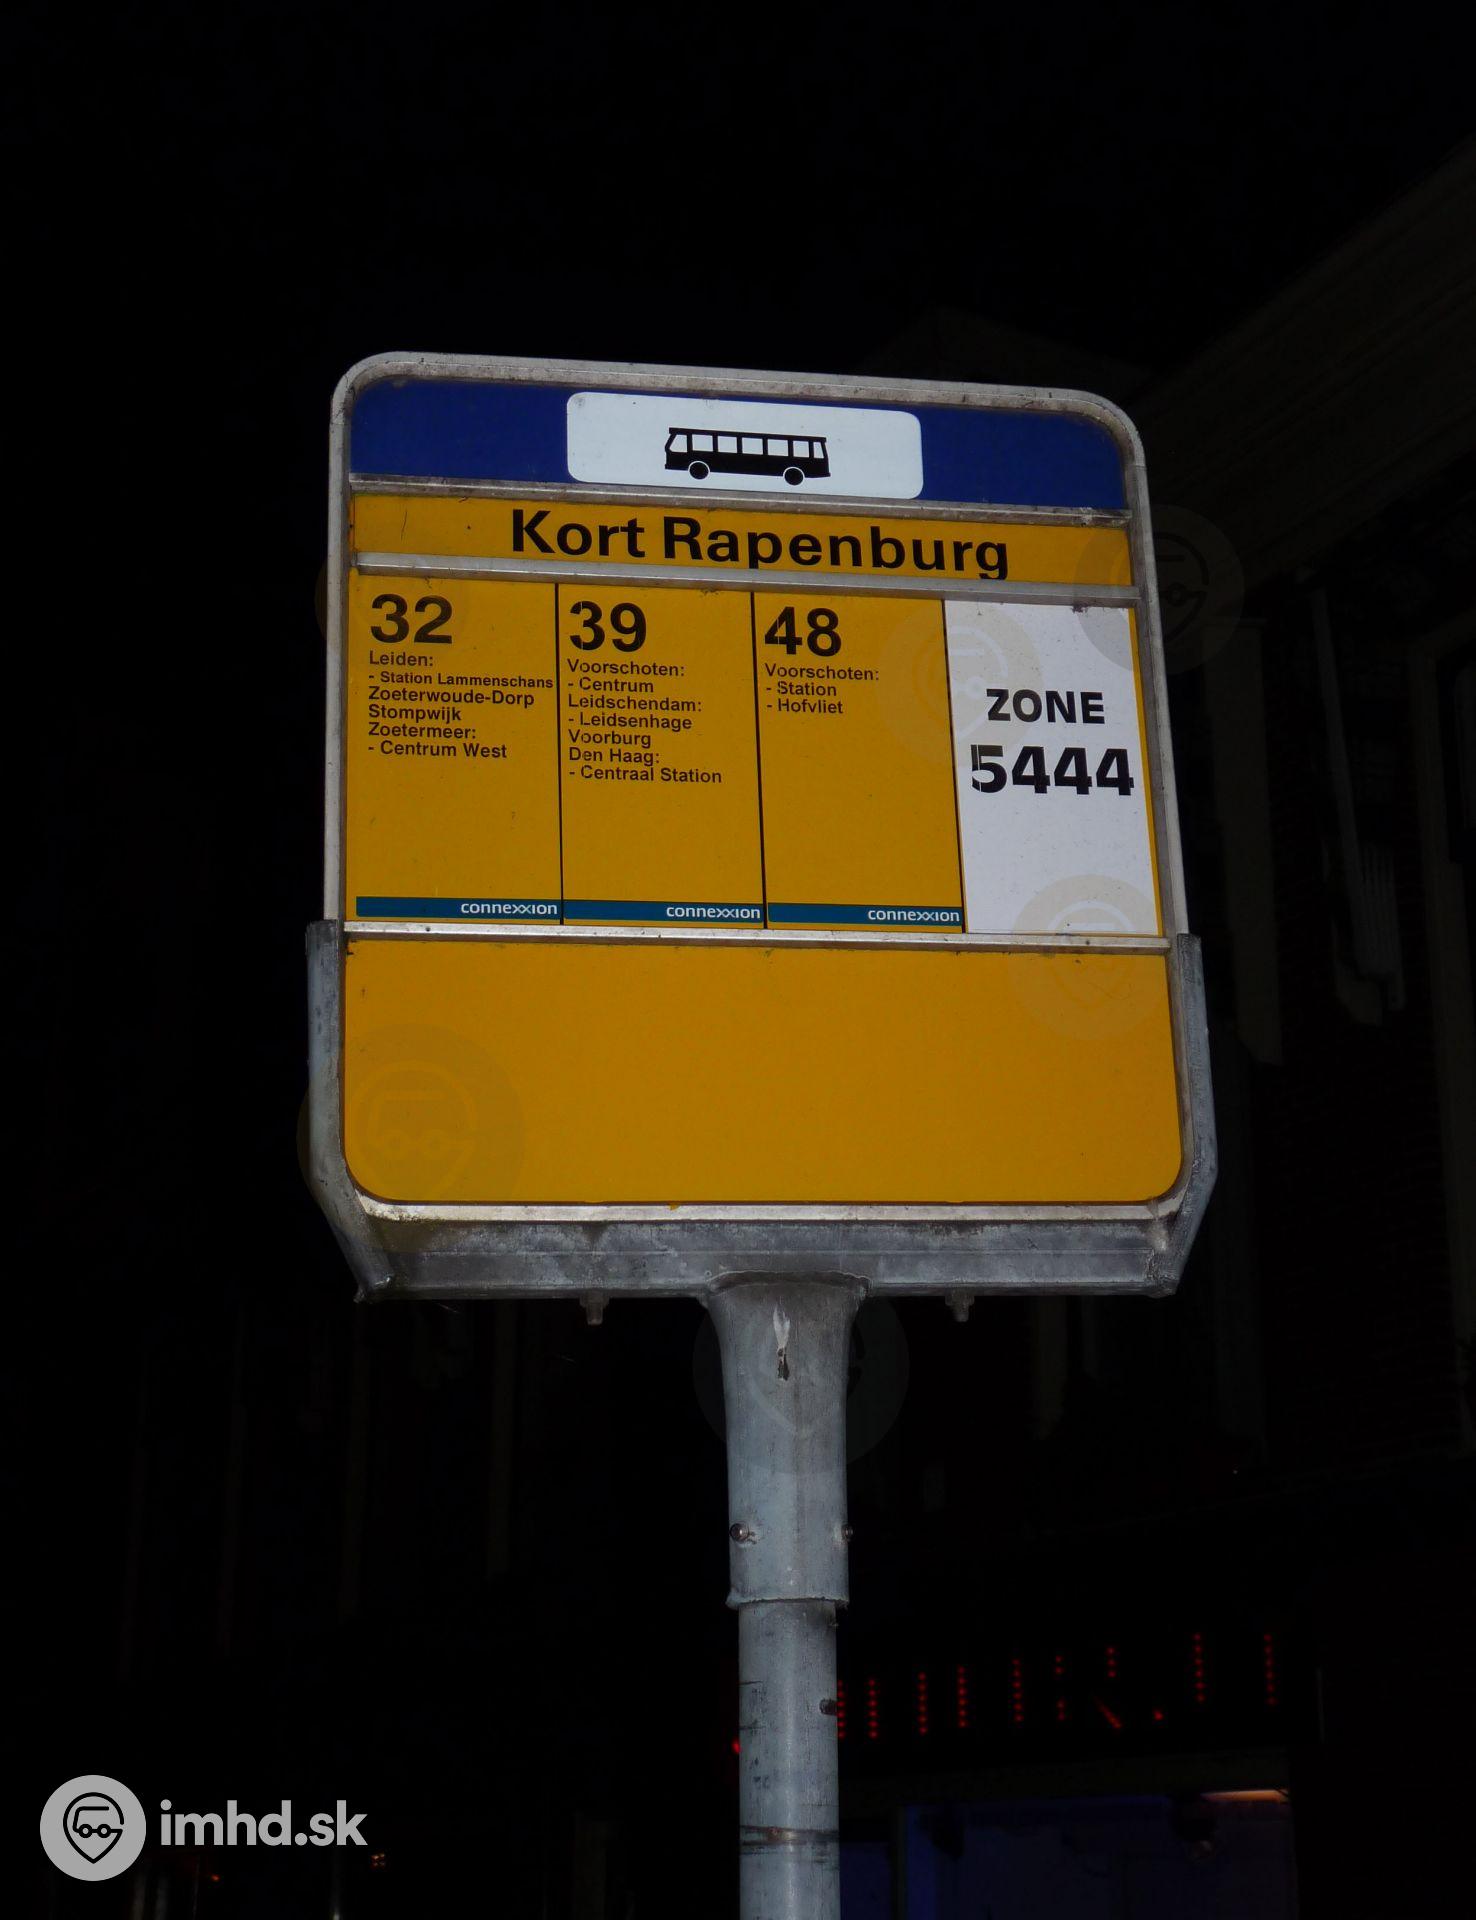 Kort Rapenburg
32
Leiden:
- Station Lammenschans
Zoeterwoude-Dorp
Stompwijk
Zoetermeer:
- Centrum West
connexxion
39
Voorschoten:
- Centrum
Leidschendam:
- Leidsenhage
Voorburg
Den Haag:
- Centraal Station
connexxion
48
Voorschoten:
- Station
- Hofvliet
connexxion
ZONE
5444
imhd.sk